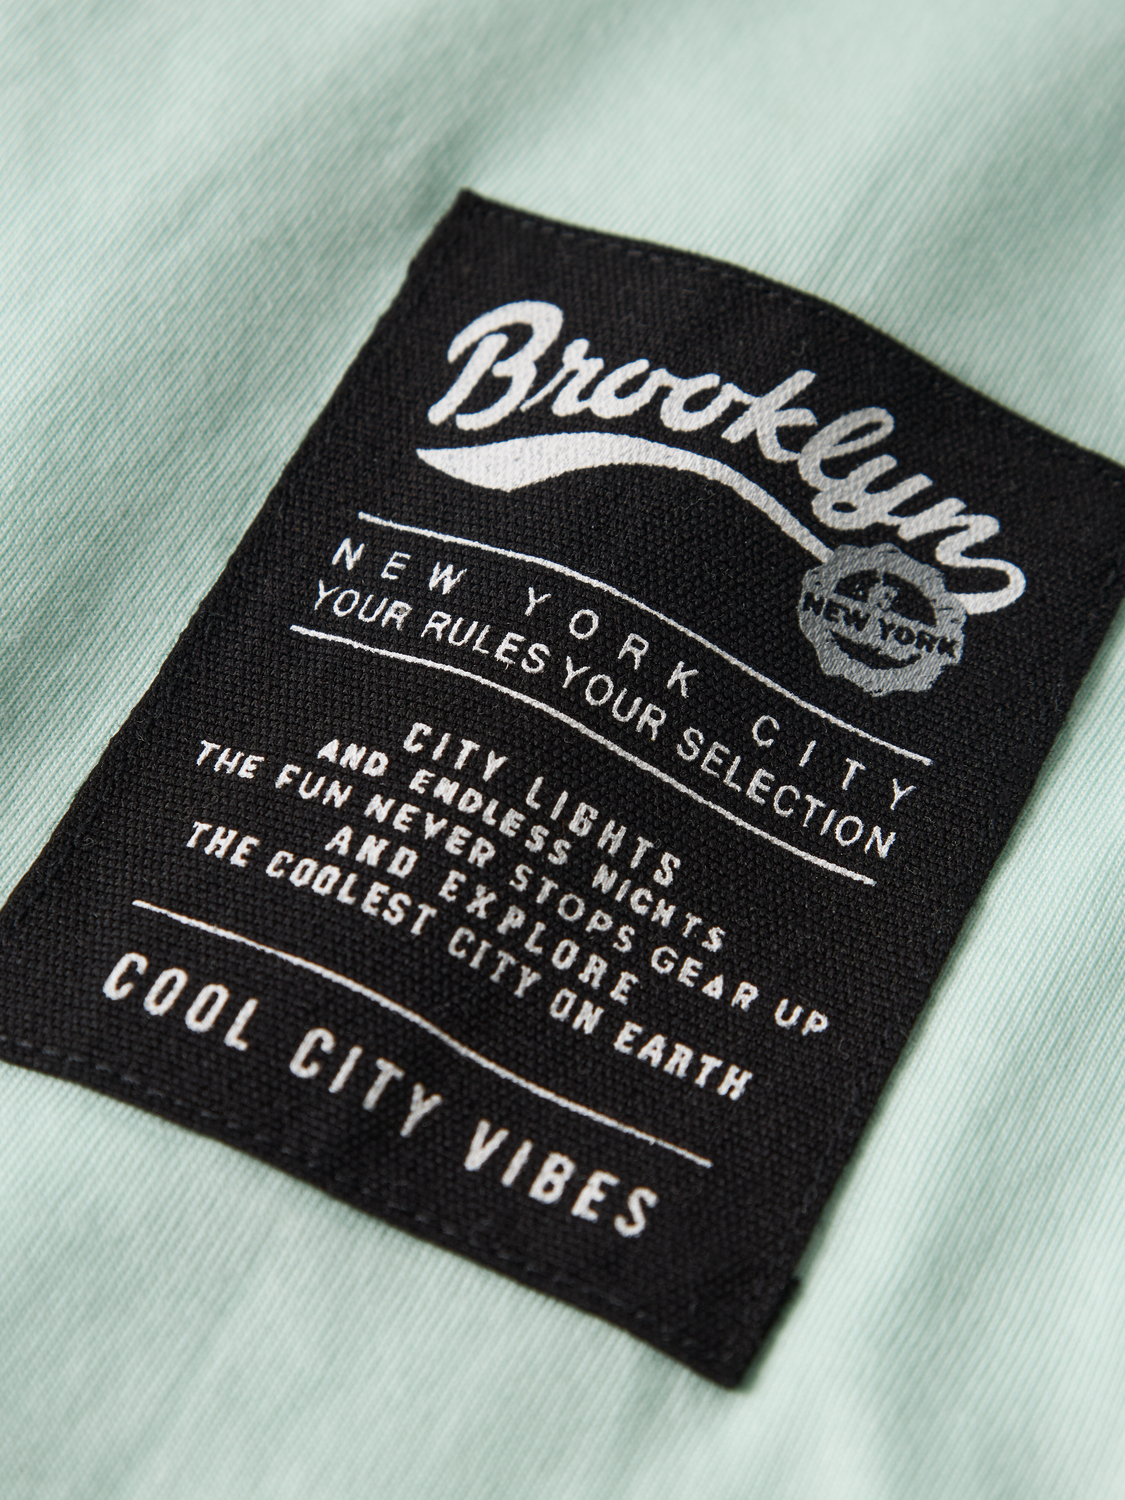 Brooklyn
NEW YORK
NEW YORK CITY
YOUR RULES YOUR SELECTION
CITY LIGHTS
AND ENDLESS NIGHTS
THE FUN NEVER STOPS GEAR UP
AND EXPLORE
THE COOLEST CITY ON EARTH
COOL CITY VIBES